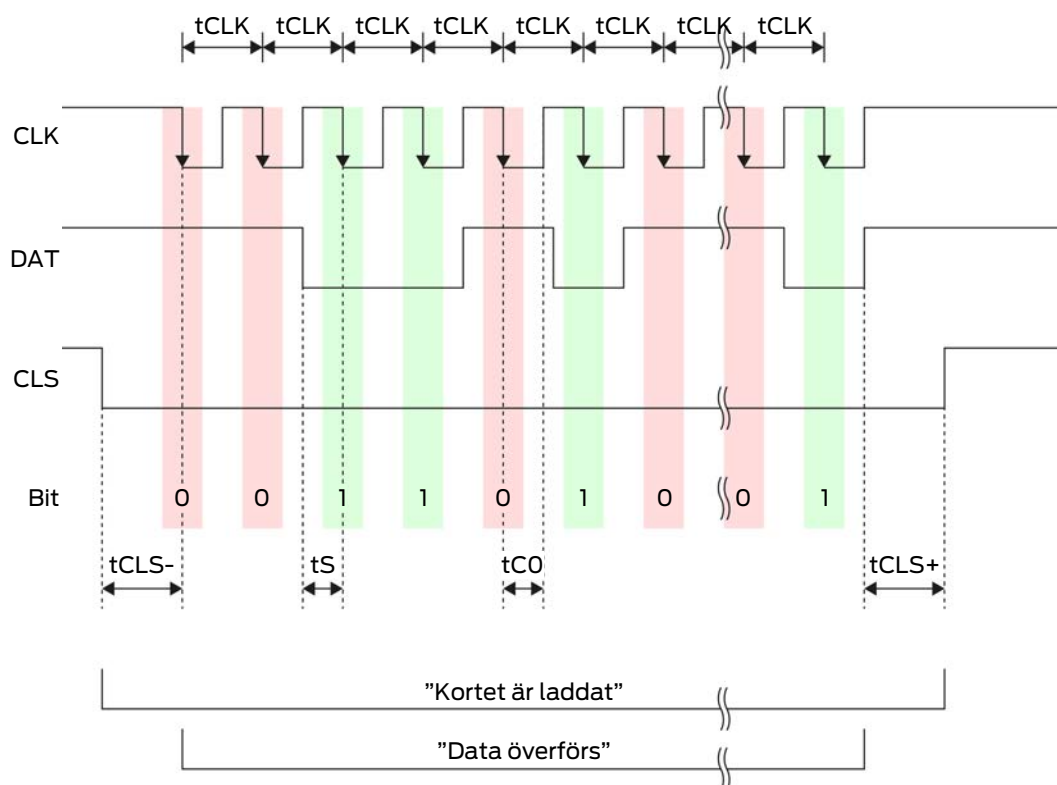 tCLK tCLK tCLK tCLK tCLK tCLK tCLK tCLK
CLK
DAT
CLS
Bit 0 0 1 1 0 1 0 0 1
tCLS- tS tC0 tCLS+
”Kortet är laddat”
”Data överförs”